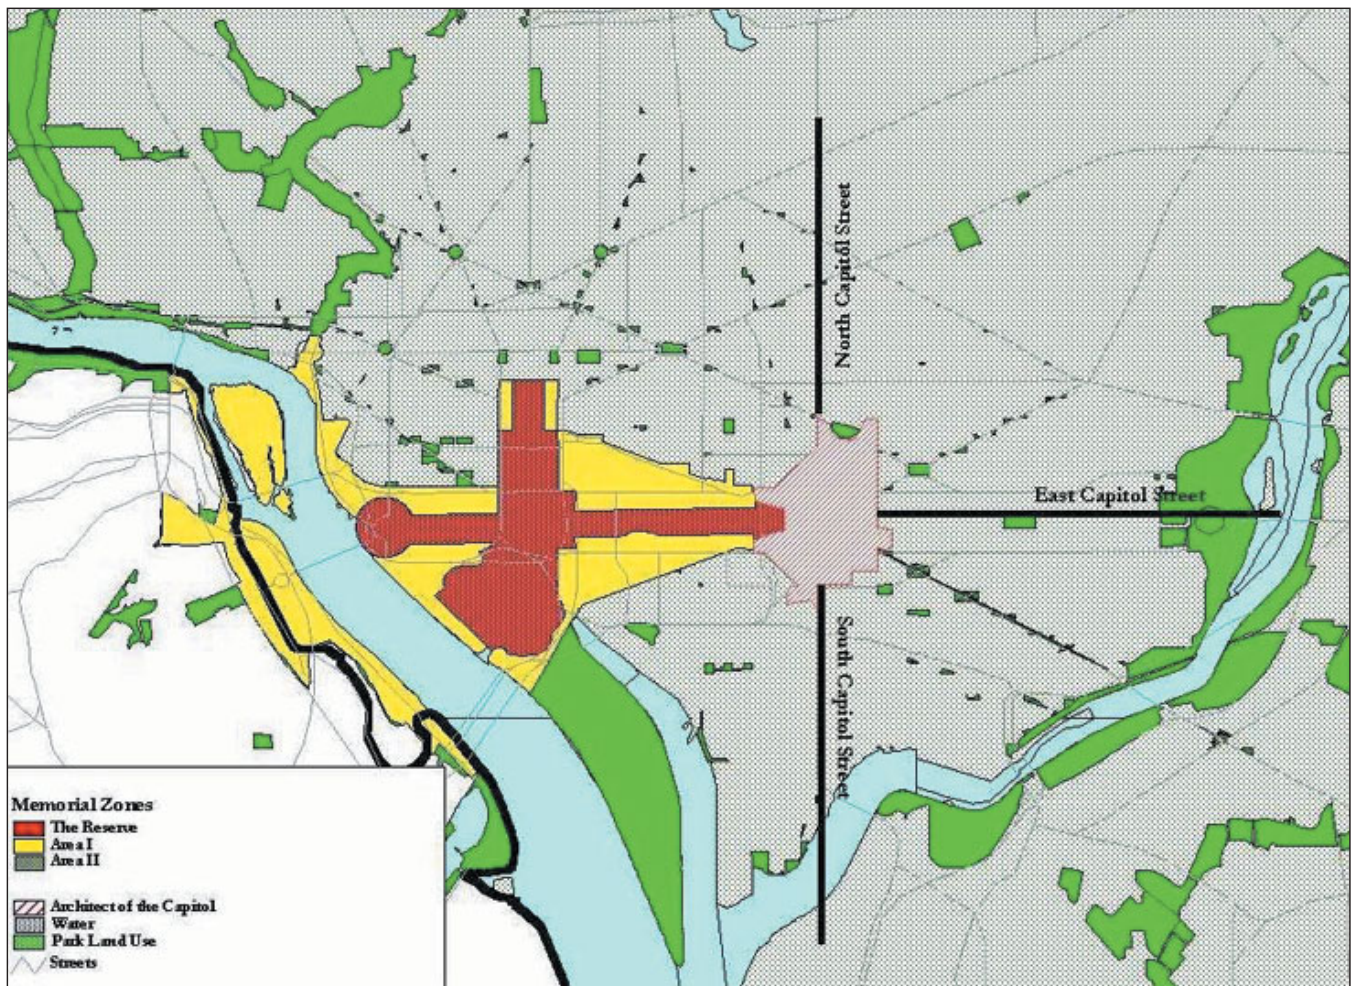 North Capitol Street
East Capitol Street
South Capitol Street
Memorial Zones
The Reserve
Area I
Area II
Architect of the Capitol
Water
Park Land Use
Streets